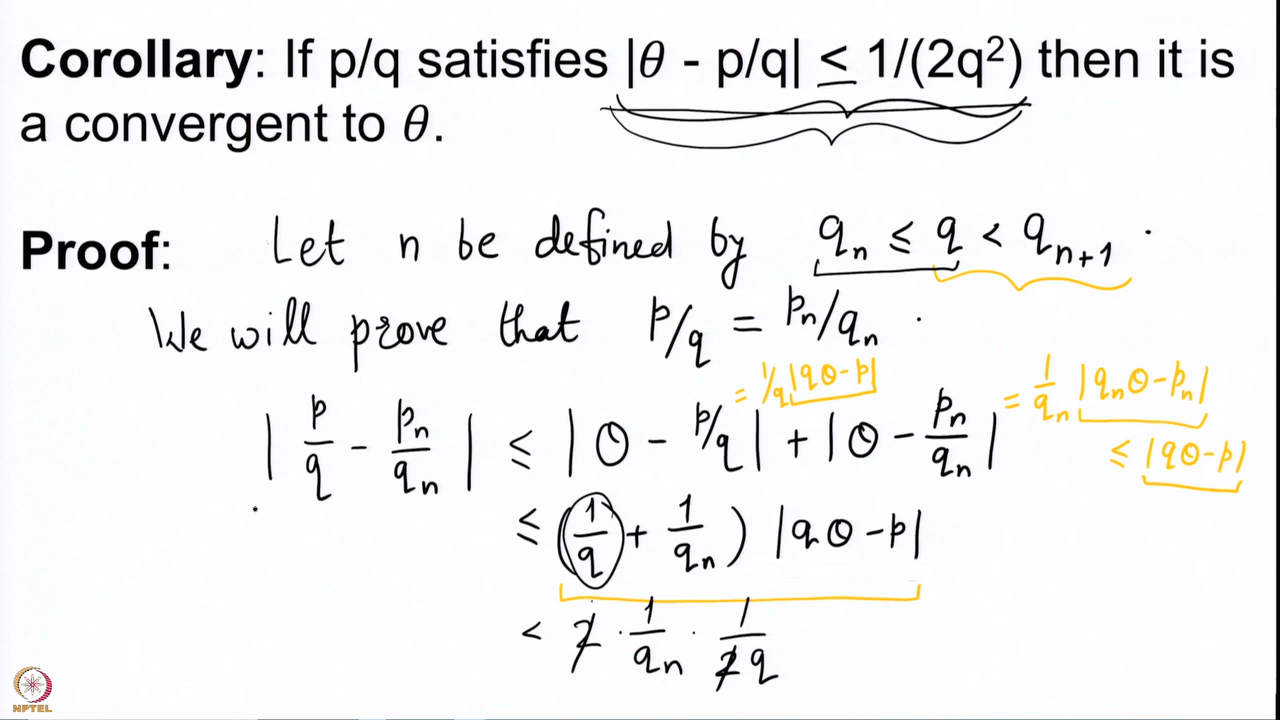 Corollary: If p/q satisfies |θ - p/q| ≤ 1/(2q²) then it is
a convergent to θ.
Proof: Let n be defined by qₙ ≤ q < qₙ₊₁ .
We will prove that p/q = pₙ/qₙ .
= 1/q |qθ-p|
= 1/qₙ |qₙθ-pₙ|
| p/q - pₙ/qₙ | ≤ | θ - p/q | + | θ - pₙ/qₙ |
≤ |qθ-p|
≤ ( 1/q + 1/qₙ ) |qθ-p|
< 2 · 1/qₙ · 1/2q
NPTEL